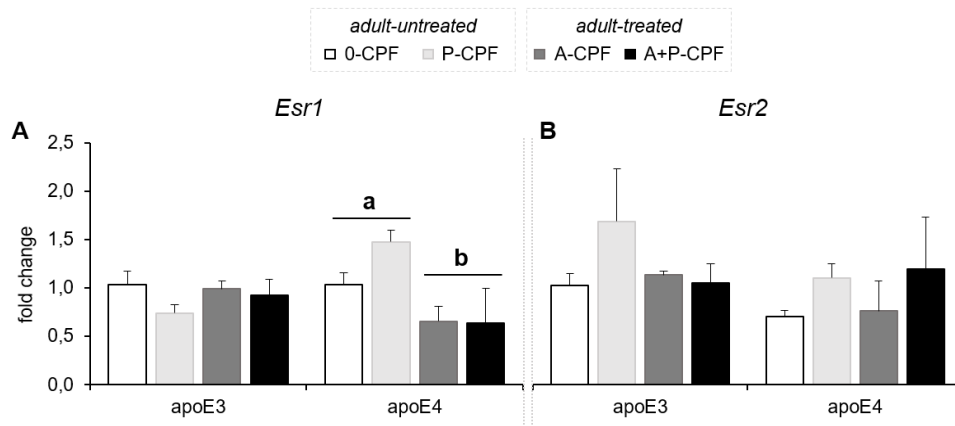 adult-untreated adult-treated
0-CPF P-CPF A-CPF A+P-CPF
Esr1 Esr2
A B
2,5
2,0
1,5
1,0
0,5
0,0
fold change
a
b
apoE3 apoE4 apoE3 apoE4